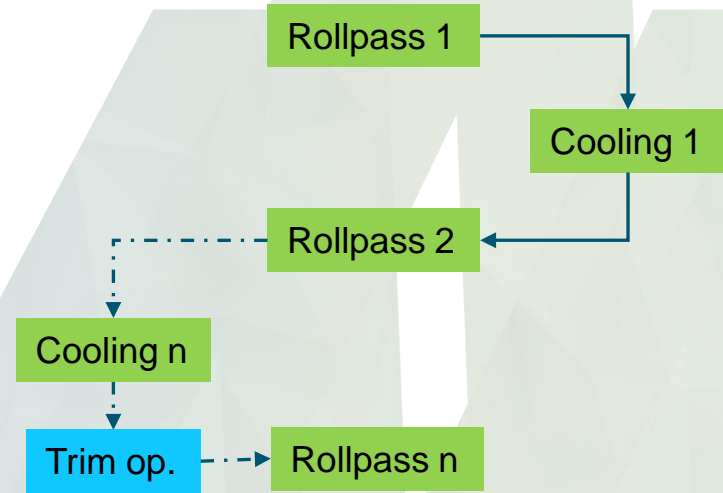 Rollpass 1
Cooling 1
Rollpass 2
Cooling n
Trim op.
Rollpass n